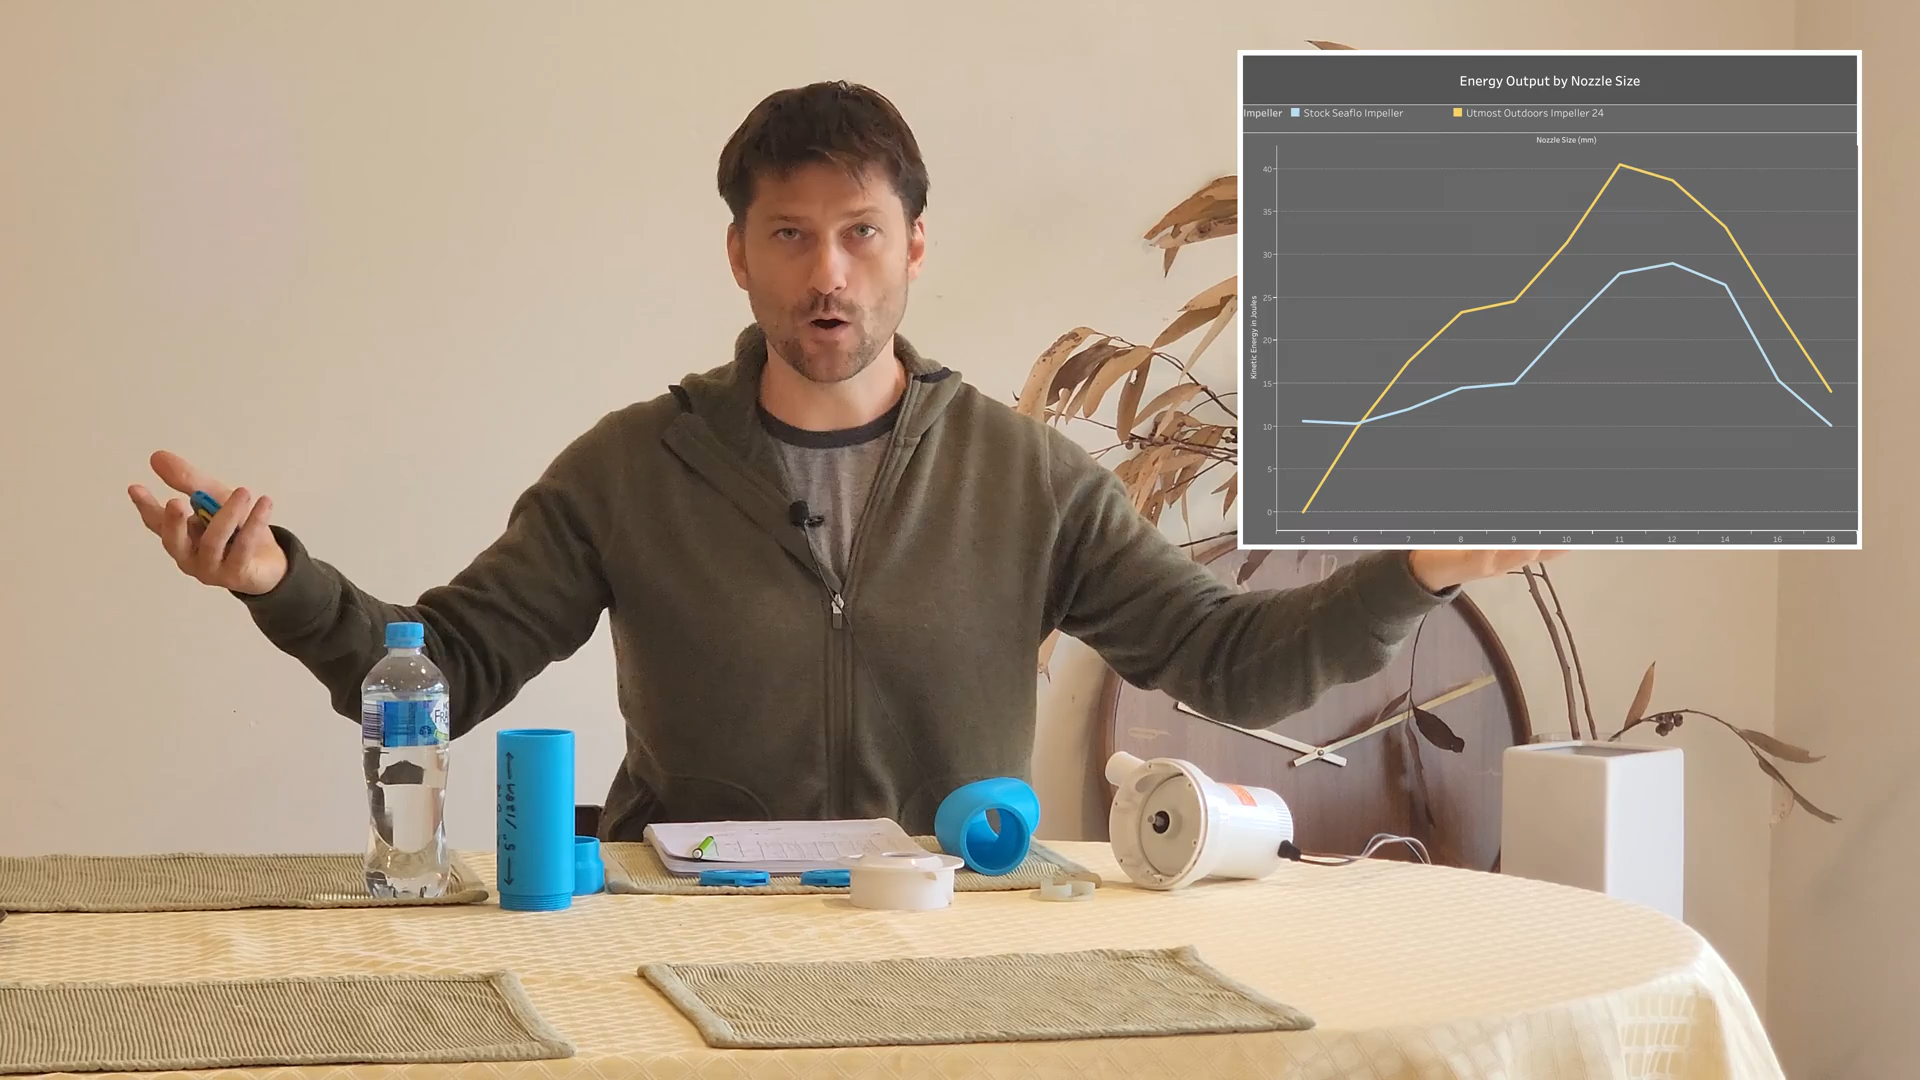 Energy Output by Nozzle Size
Impeller Stock Seaflo Impeller Utmost Outdoors Impeller 24
Nozzle Size (mm)
Kinetic Energy in Joules
40
35
30
25
20
15
10
5
0
5 6 7 8 9 10 11 12 14 16 18